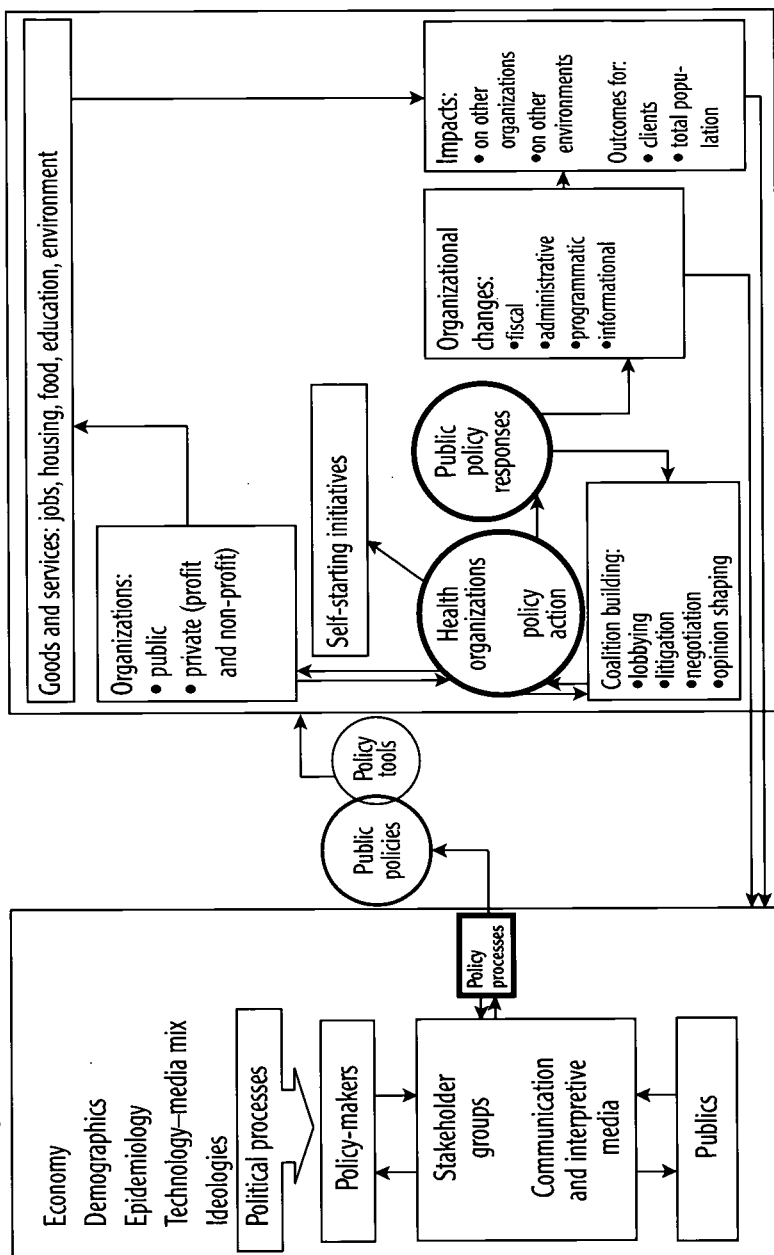 Economy
Demographics
Epidemiology
Technology–media mix
Ideologies
Political processes
Policy-makers
Stakeholder
groups
Communication
and interpretive
media
Publics
Policy
processes
Public
policies
Policy
tools
Goods and services: jobs, housing, food, education, environment
Organizations:
• public
• private (profit
and non-profit)
Self-starting initiatives
Health
organizations
policy
action
Public
policy
responses
Coalition building:
• lobbying
• litigation
• negotiation
• opinion shaping
Organizational
changes:
• fiscal
• administrative
• programmatic
• informational
Impacts:
• on other
organizations
• on other
environments
Outcomes for:
• clients
• total popu-
lation